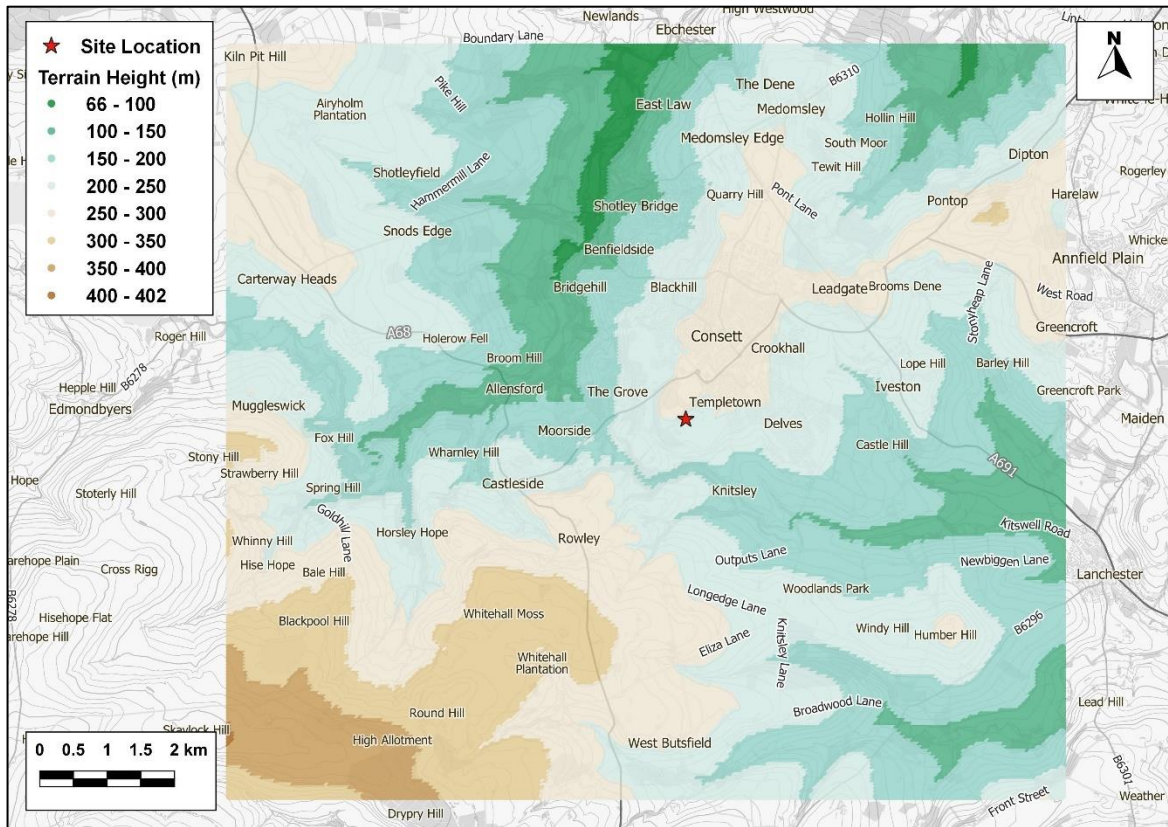 Site Location
Terrain Height (m)
66 - 100
100 - 150
150 - 200
200 - 250
250 - 300
300 - 350
350 - 400
400 - 402
N
Newlands
High Westwood
Boundary Lane
Ebchester
Kiln Pit Hill
The Dene
B6310
Pike Hill
Airyholm
Plantation
East Law
Medomsley
Hollin Hill
Medomsley Edge
South Moor
Dipton
Tewit Hill
Shotleyfield
Hammermill Lane
Harelaw
Rogerley
Quarry Hill
Pont Lane
Pontop
Shotley Bridge
Snods Edge
Benfieldside
Annfield Plain
Carterway Heads
Bridgehill
Blackhill
Leadgate
Brooms Dene
Stonyheap Lane
West Road
Greencroft
A68
Roger Hill
Holerow Fell
Consett
Crookhall
Broom Hill
Lope Hill
Barley Hill
B6278
Hepple Hill
Allensford
The Grove
Iveston
Greencroft Park
Edmondbyers
Muggleswick
Templetown
Maiden
Fox Hill
Moorside
Delves
Wharnley Hill
Castle Hill
Stony Hill
A691
Strawberry Hill
Hope
Spring Hill
Castleside
Knitsley
Stoterly Hill
Goldhill Lane
Kitswell Road
Whinny Hill
Horsley Hope
Rowley
Outputs Lane
Newbiggen Lane
Hise Hope
Cross Rigg
Bale Hill
Lanchester
Woodlands Park
Longedge Lane
B6278
Hisehope Flat
Blackpool Hill
Whitehall Moss
Windy Hill
Humber Hill
B6296
Eliza Lane
Knitsley Lane
Whitehall
Plantation
Broadwood Lane
Lead Hill
Round Hill
Skaylock Hill
High Allotment
West Butsfield
0 0.5 1 1.5 2 km
B6301
Front Street
Weather
Drypry Hill